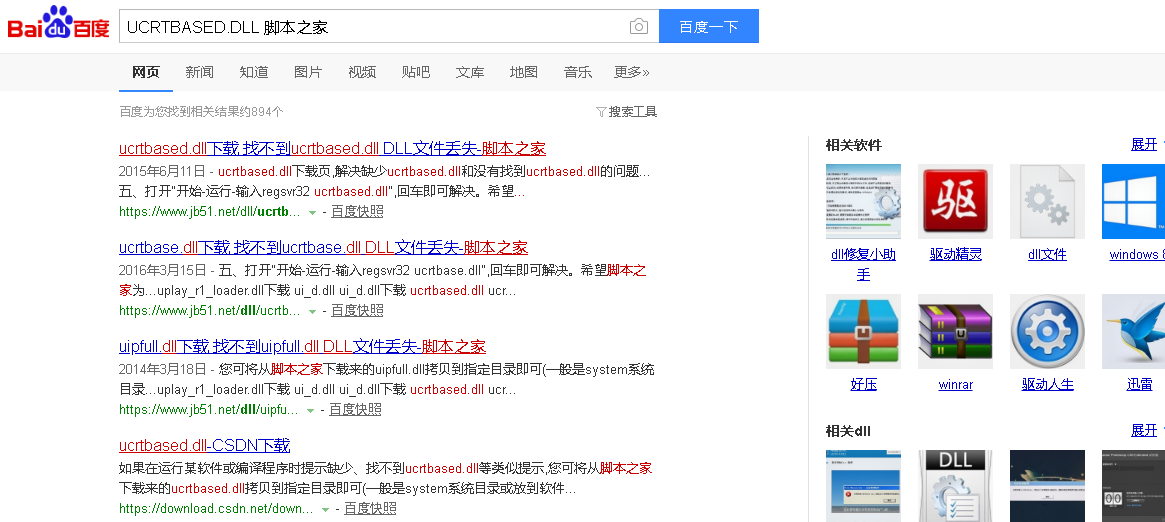 Bai du 百度
UCRTBASED.DLL 脚本之家
百度一下
网页 新闻 知道 图片 视频 贴吧 文库 地图 音乐 更多»
百度为您找到相关结果约894个
搜索工具
ucrtbased.dll下载 找不到ucrtbased.dll DLL文件丢失-脚本之家
2015年6月11日 - ucrtbased.dll下载页,解决缺少ucrtbased.dll和没有找到ucrtbased.dll的问题...
五、打开"开始-运行-输入regsvr32 ucrtbased.dll",回车即可解决。希望...
https://www.jb51.net/dll/ucrtb... - 百度快照
ucrtbase.dll下载 找不到ucrtbase.dll DLL文件丢失-脚本之家
2016年3月15日 - 五、打开"开始-运行-输入regsvr32 ucrtbase.dll",回车即可解决。希望脚本之
家为...uplay_r1_loader.dll下载 ui_d.dll ui_d.dll下载 ucrtbased.dll ucr...
https://www.jb51.net/dll/ucrtb... - 百度快照
uipfull.dll下载 找不到uipfull.dll DLL文件丢失-脚本之家
2014年3月18日 - 您可将从脚本之家下载来的uipfull.dll拷贝到指定目录即可(一般是system系统
目录...uplay_r1_loader.dll下载 ui_d.dll ui_d.dll下载 ucrtbased.dll ucr...
https://www.jb51.net/dll/uipfu... - 百度快照
ucrtbased.dll-CSDN下载
如果在运行某软件或编译程序时提示缺少、找不到ucrtbased.dll等类似提示,您可将从脚本之家
下载来的ucrtbased.dll拷贝到指定目录即可(一般是system系统目录或放到软件...
https://download.csdn.net/down... - 百度快照
相关软件
展开
驱
dll修复小助
手
驱动精灵
dll文件
windows 8
好压
winrar
驱动人生
迅雷
相关dll
展开
DLL